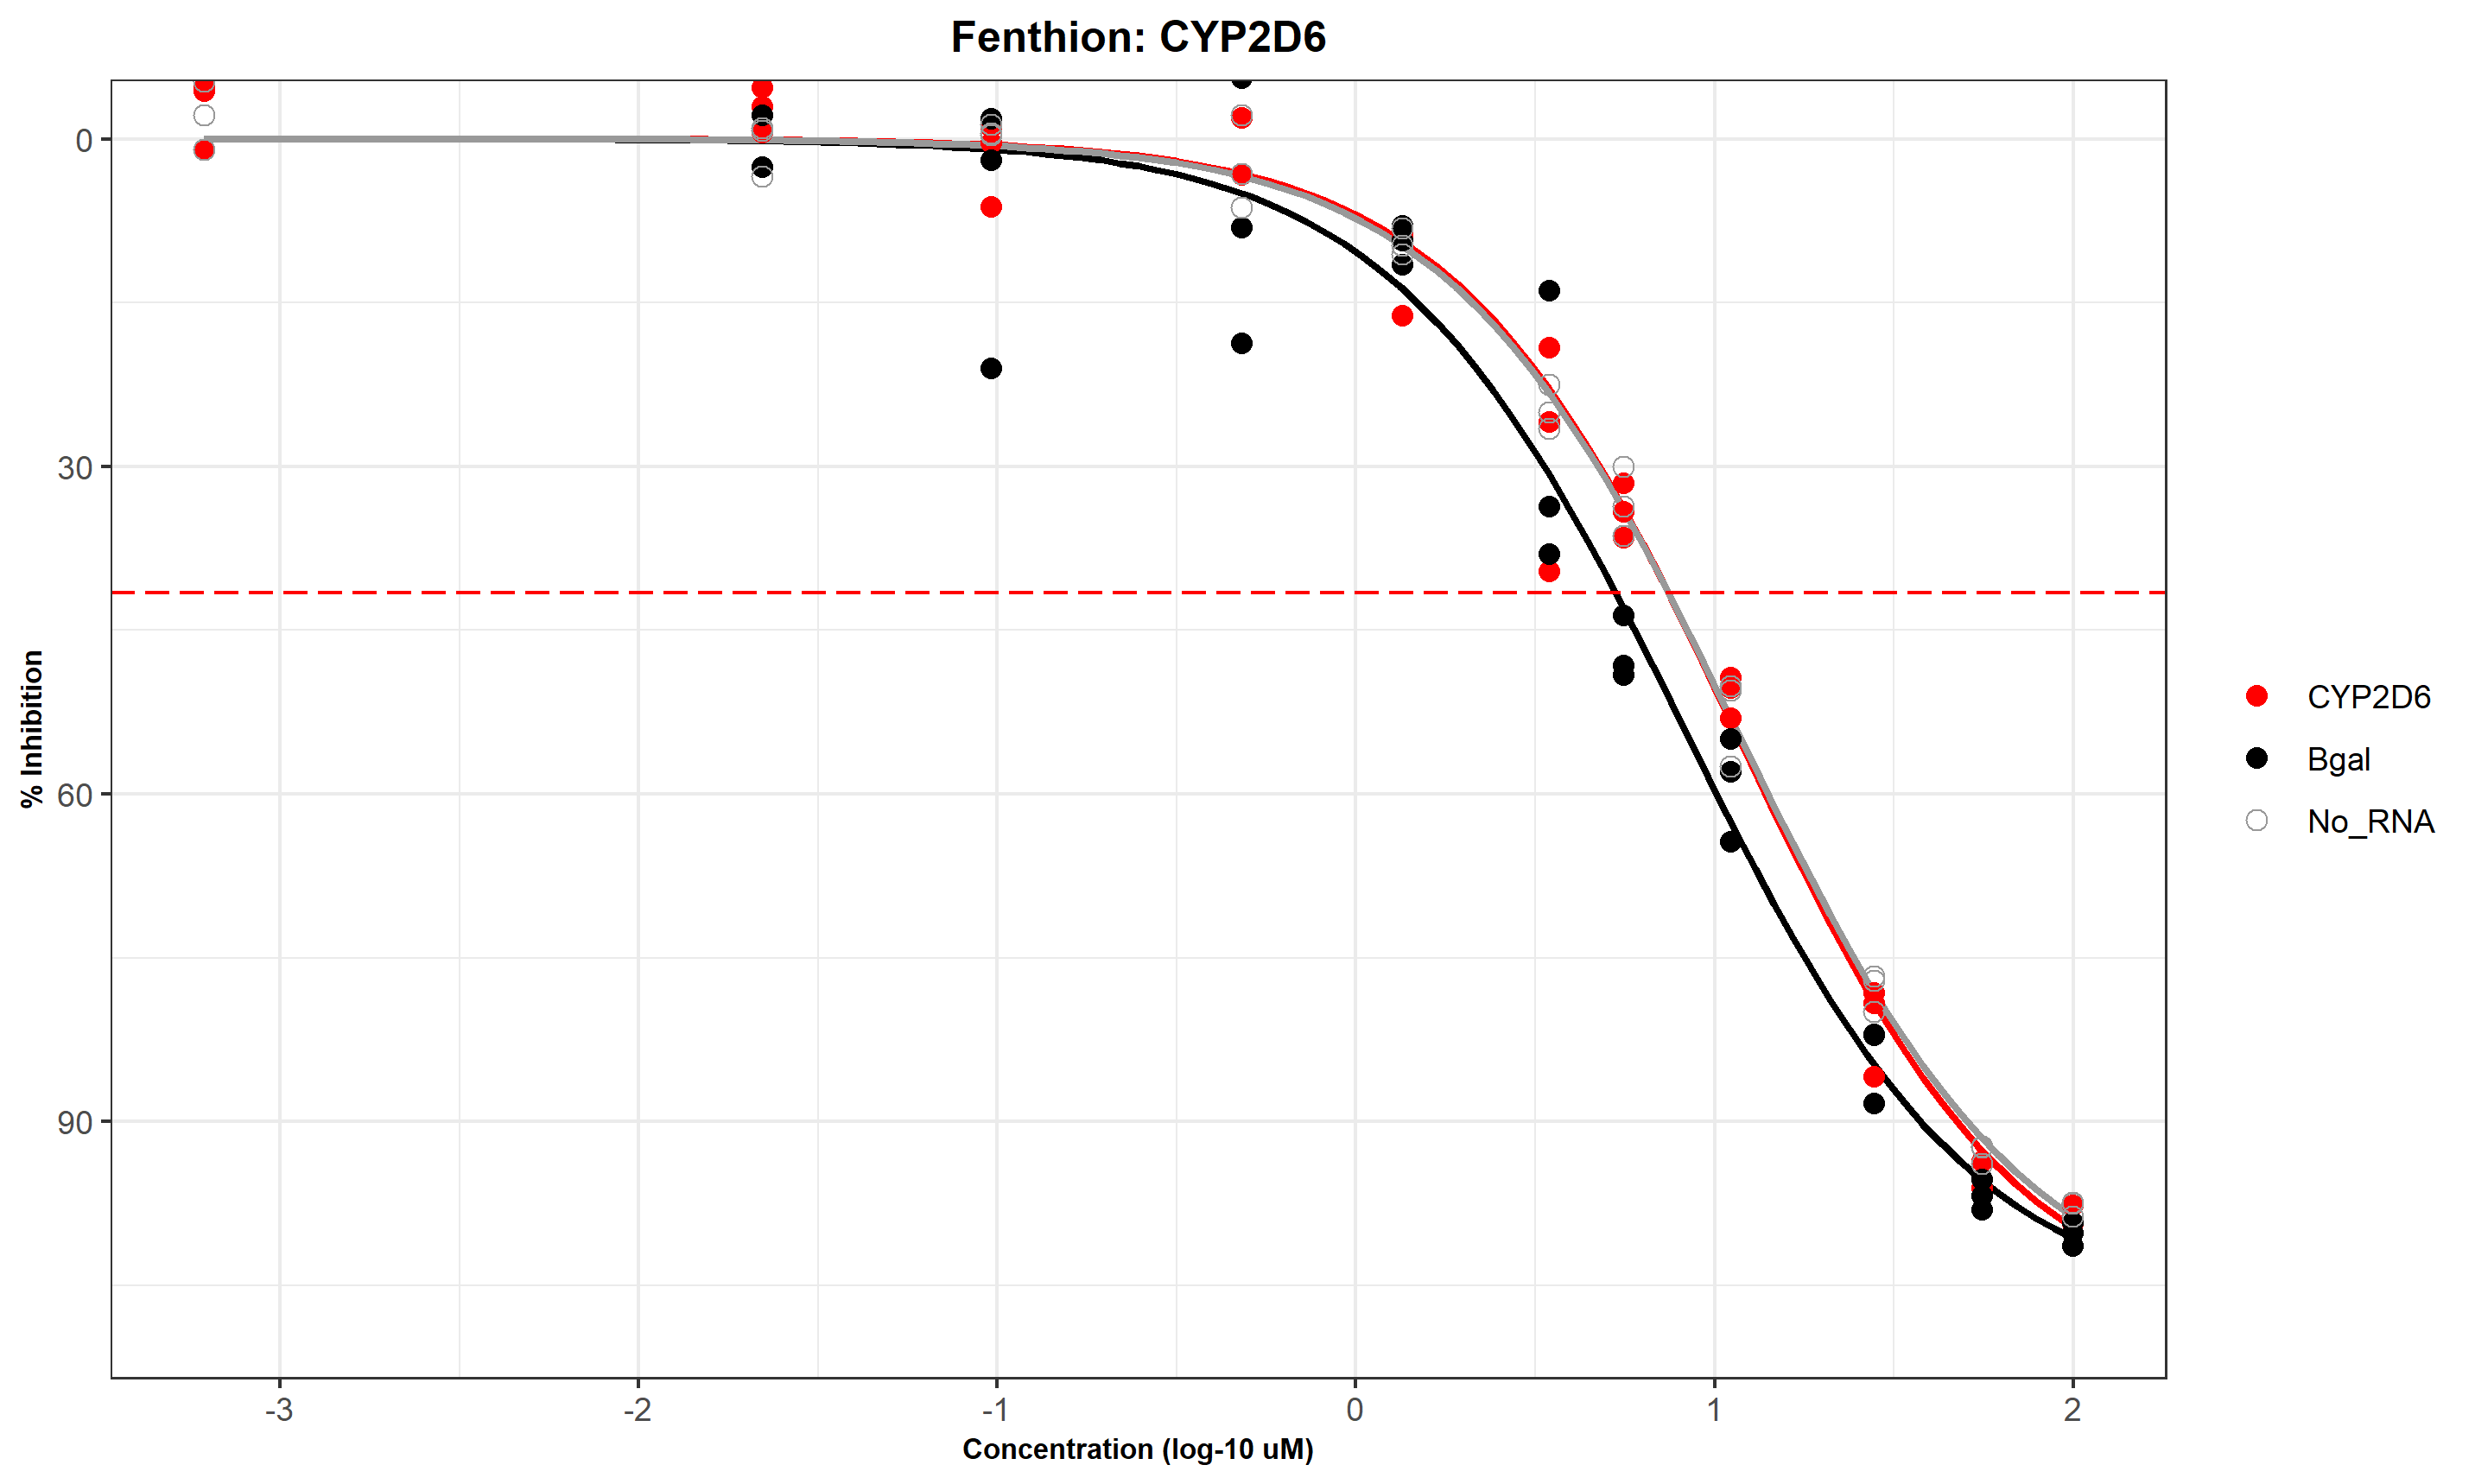 Fenthion: CYP2D6
% Inhibition
0
30
60
90
-3
-2
-1
0
1
2
Concentration (log-10 uM)
CYP2D6
Bgal
No_RNA